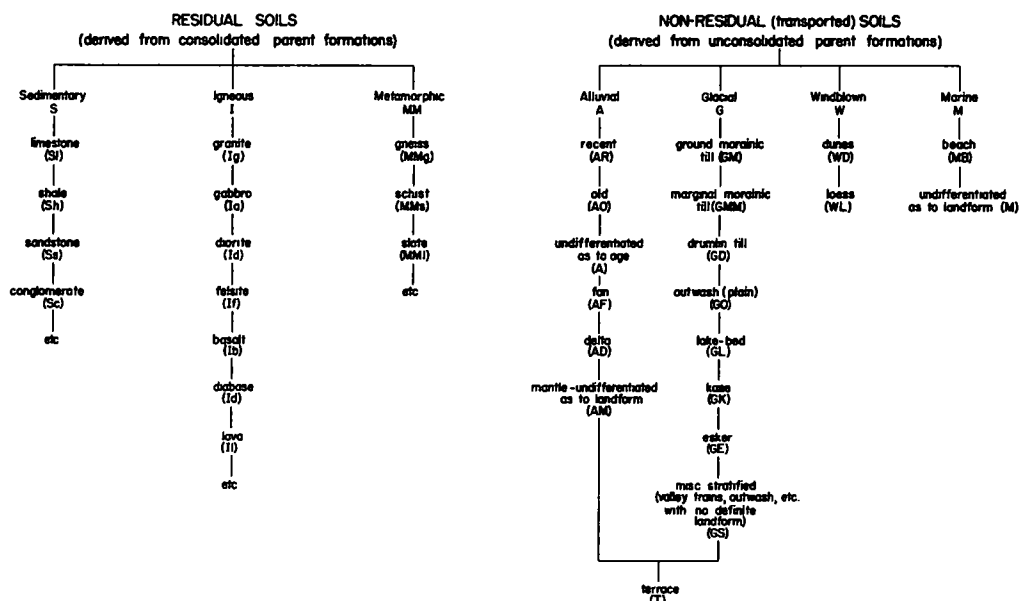 RESIDUAL SOILS
(derived from consolidated parent formations)
Sedimentary
S
limestone
(Sl)
shale
(Sh)
sandstone
(Ss)
conglomerate
(Sc)
etc
Igneous
I
granite
(Ig)
gabbro
(Ia)
diorite
(Id)
felsite
(If)
basalt
(Ib)
diabase
(Id)
lava
(Il)
etc
Metamorphic
MM
gneiss
(MMg)
schist
(MMs)
slate
(MMl)
etc
NON-RESIDUAL (transported) SOILS
(derived from unconsolidated parent formations)
Alluvial
A
recent
(AR)
old
(AO)
undifferentiated
as to age
(A)
fan
(AF)
delta
(AD)
mantle-undifferentiated
as to landform
(AM)
Glacial
G
ground morainic
till (GM)
marginal morainic
till (GMM)
drumlin till
(GD)
outwash (plain)
(GO)
lake-bed
(GL)
kame
(GK)
esker
(GE)
misc stratified
(valley trains, outwash, etc.
with no definite
landform)
(GS)
Windblown
W
dunes
(WD)
loess
(WL)
Marine
M
beach
(MB)
undifferentiated
as to landform (M)
terrace
(T)